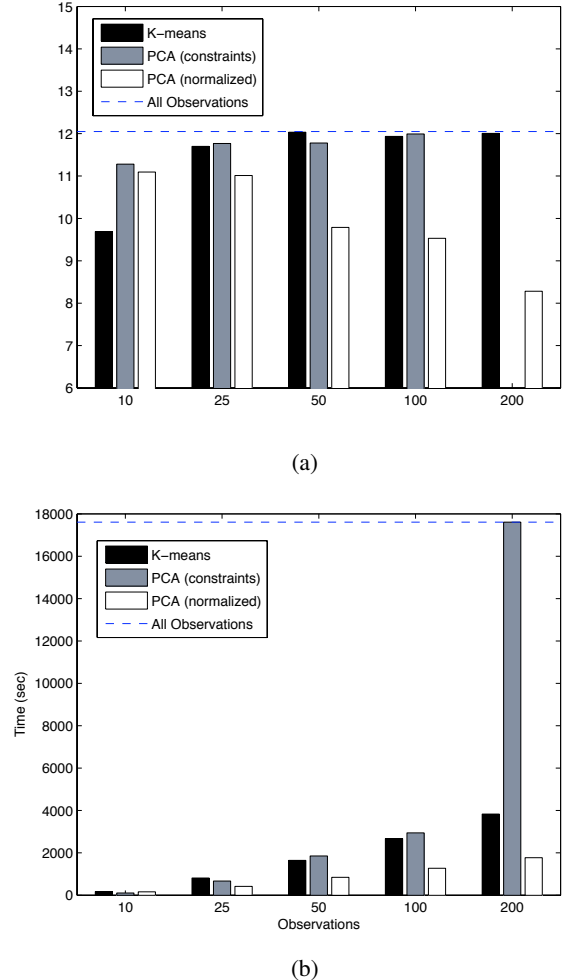 15
14
13
12
11
10
9
8
7
6
K-means
PCA (constraints)
PCA (normalized)
All Observations
10 25 50 100 200
(a)
18000
16000
14000
12000
10000
8000
6000
4000
2000
0
Time (sec)
K-means
PCA (constraints)
PCA (normalized)
All Observations
10 25 50 100 200
Observations
(b)